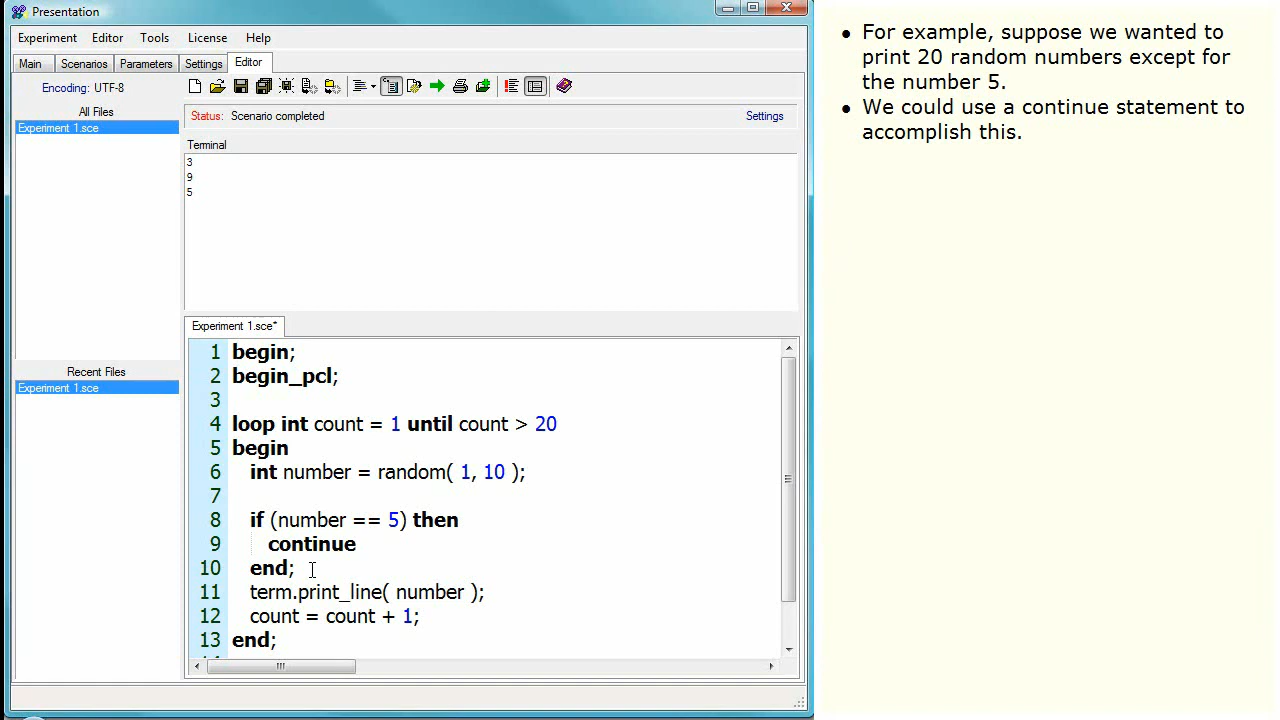 Presentation
Experiment Editor Tools License Help
Main Scenarios Parameters Settings Editor
Encoding: UTF-8
All Files
Experiment 1.sce
Status: Scenario completed Settings
Terminal
3
9
5
Recent Files
Experiment 1.sce
Experiment 1.sce*
1 begin;
2 begin_pcl;
3
4 loop int count = 1 until count > 20
5 begin
6 int number = random( 1, 10 );
7
8 if (number == 5) then
9 continue
10 end;
11 term.print_line( number );
12 count = count + 1;
13 end;
• For example, suppose we wanted to
print 20 random numbers except for
the number 5.
• We could use a continue statement to
accomplish this.